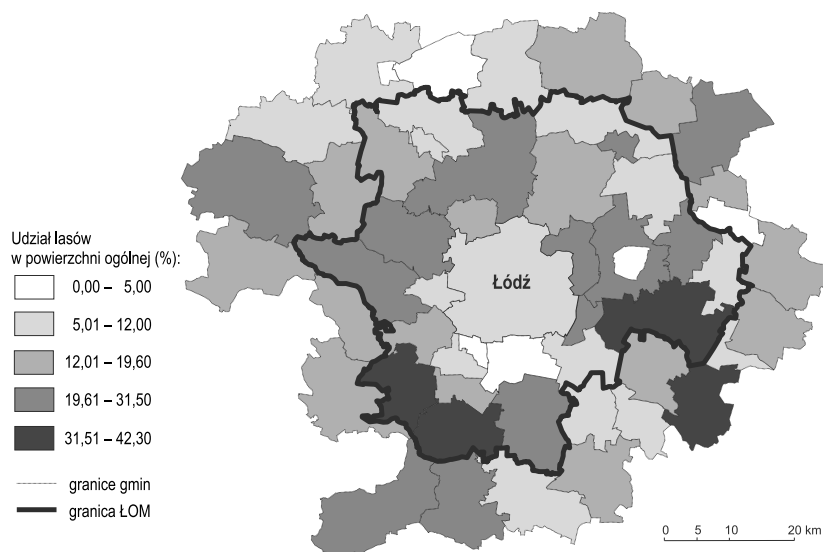 Udział lasów
w powierzchni ogólnej (%):
0,00 – 5,00
5,01 – 12,00
12,01 – 19,60
19,61 – 31,50
31,51 – 42,30
granice gmin
granica ŁOM
Łódź
0 5 10 20 km